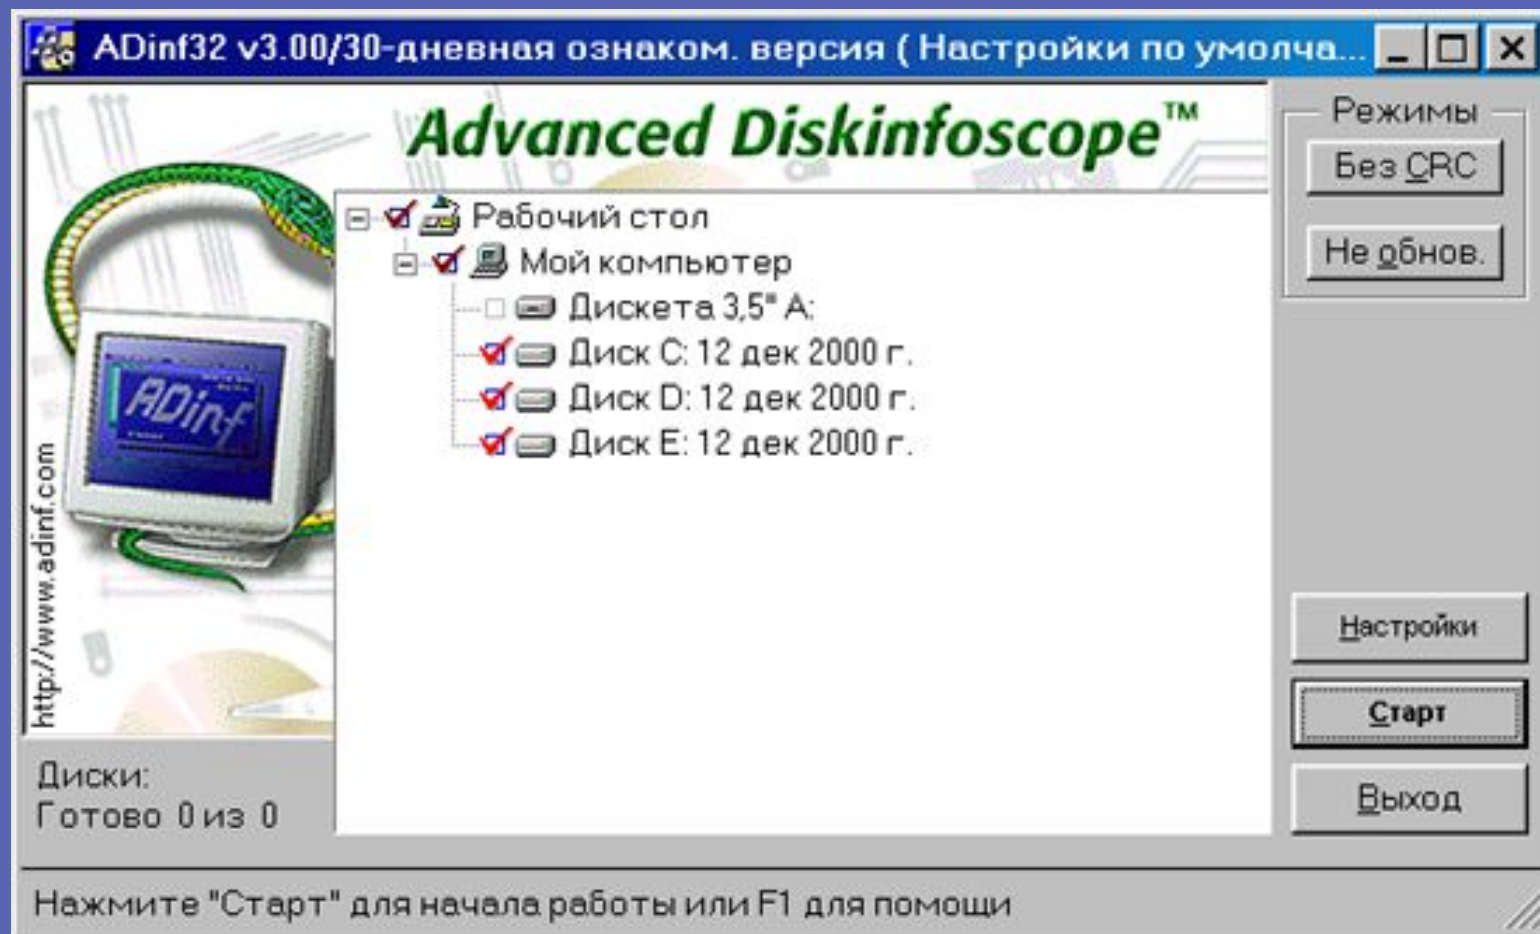 ADinf32 v3.00/30-дневная ознаком. версия ( Настройки по умолча...
Advanced Diskinfoscope™
Режимы
Без CRC
Не обнов.
Рабочий стол
Мой компьютер
Дискета 3,5" A:
Диск C: 12 дек 2000 г.
Диск D: 12 дек 2000 г.
Диск E: 12 дек 2000 г.
ADinf
http://www.adinf.com
Настройки
Старт
Выход
Диски:
Готово 0 из 0
Нажмите "Старт" для начала работы или F1 для помощи